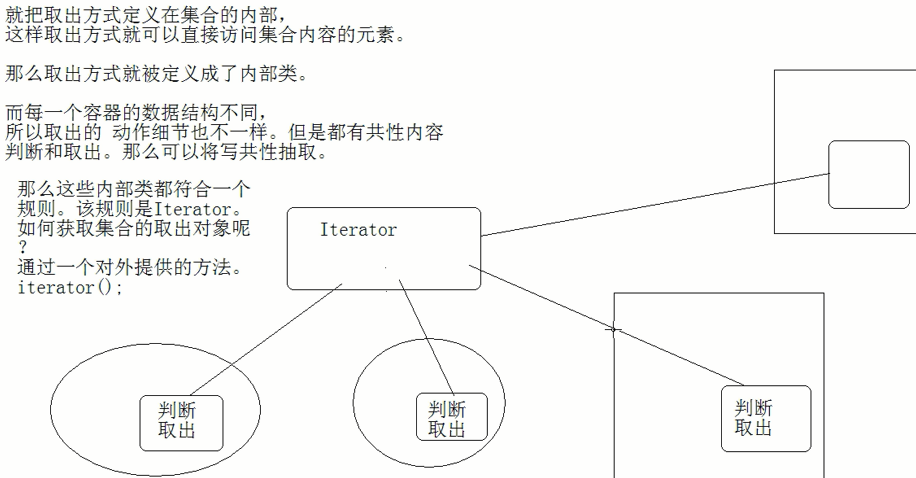 就把取出方式定义在集合的内部，
这样取出方式就可以直接访问集合内容的元素。
那么取出方式就被定义成了内部类。
而每一个容器的数据结构不同，
所以取出的 动作细节也不一样。但是都有共性内容
判断和取出。那么可以将写共性抽取。
那么这些内部类都符合一个
规则。该规则是Iterator。
如何获取集合的取出对象呢
？
通过一个对外提供的方法。
iterator();
Iterator
判断
取出
判断
取出
判断
取出